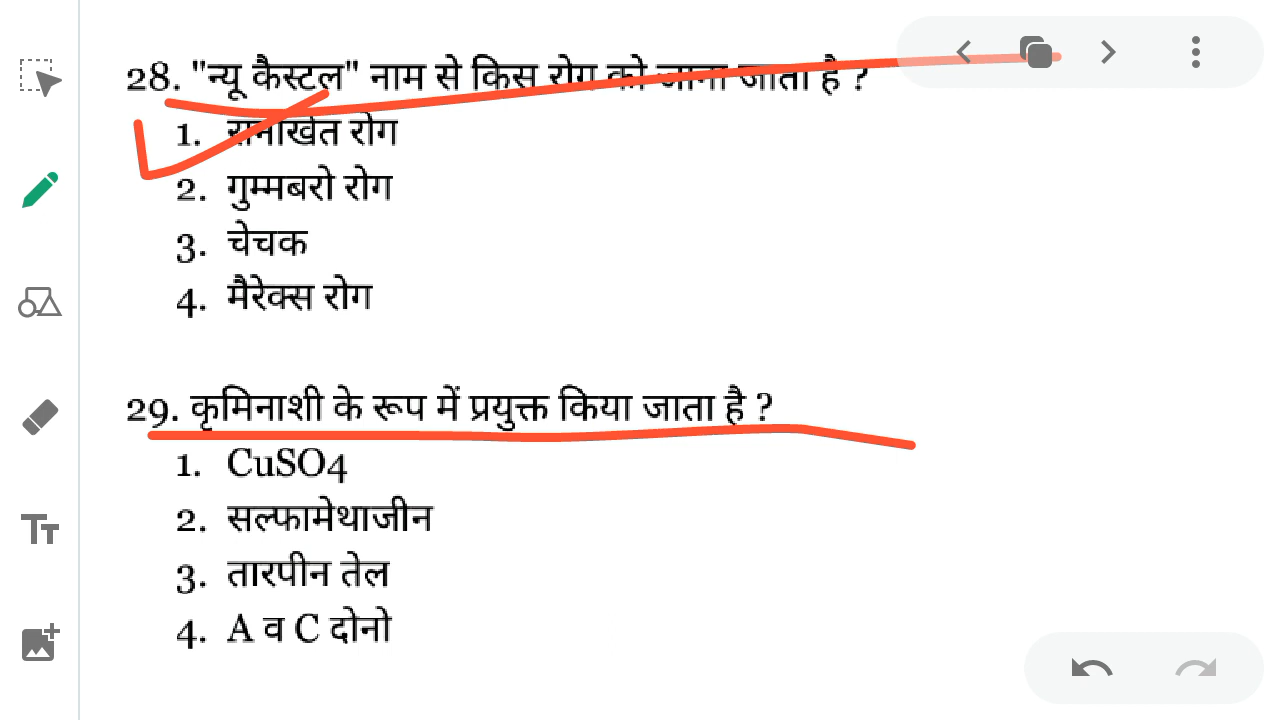 28. "न्यू कैस्टल" नाम से किस रोग को जाना जाता है ?
1. रानीखेत रोग
2. गुम्मबरो रोग
3. चेचक
4. मैरेक्स रोग
29. कृमिनाशी के रूप में प्रयुक्त किया जाता है ?
1. CuSO4
2. सल्फामेथाजीन
3. तारपीन तेल
4. A व C दोनो